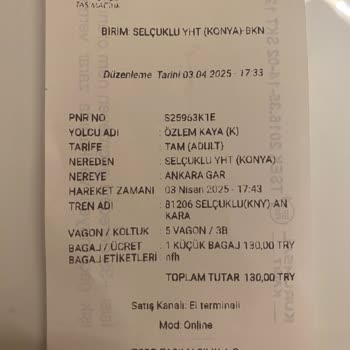 TAŞIMACILIK
BİRİM: SELÇUKLU YHT (KONYA)-BKN
Düzenleme Tarihi 03.04.2025 - 17:33
PNR NO : S25963K1E
YOLCU ADI : ÖZLEM KAYA (K)
TARİFE : TAM (ADULT)
NEREDEN : SELÇUKLU YHT (KONYA)
NEREYE : ANKARA GAR
HAREKET ZAMANI : 03 Nisan 2025 - 17:43
TREN ADI : 81206 SELÇUKLU(KNY)-AN
KARA
VAGON / KOLTUK : 5 VAGON / 3B
BAGAJ / ÜCRET : 1 KÜÇÜK BAGAJ 130,00 TRY
BAGAJ ETİKETLERİ : nfh
TOPLAM TUTAR 130,00 TRY
Satış Kanalı: El terminali
Mod: Online